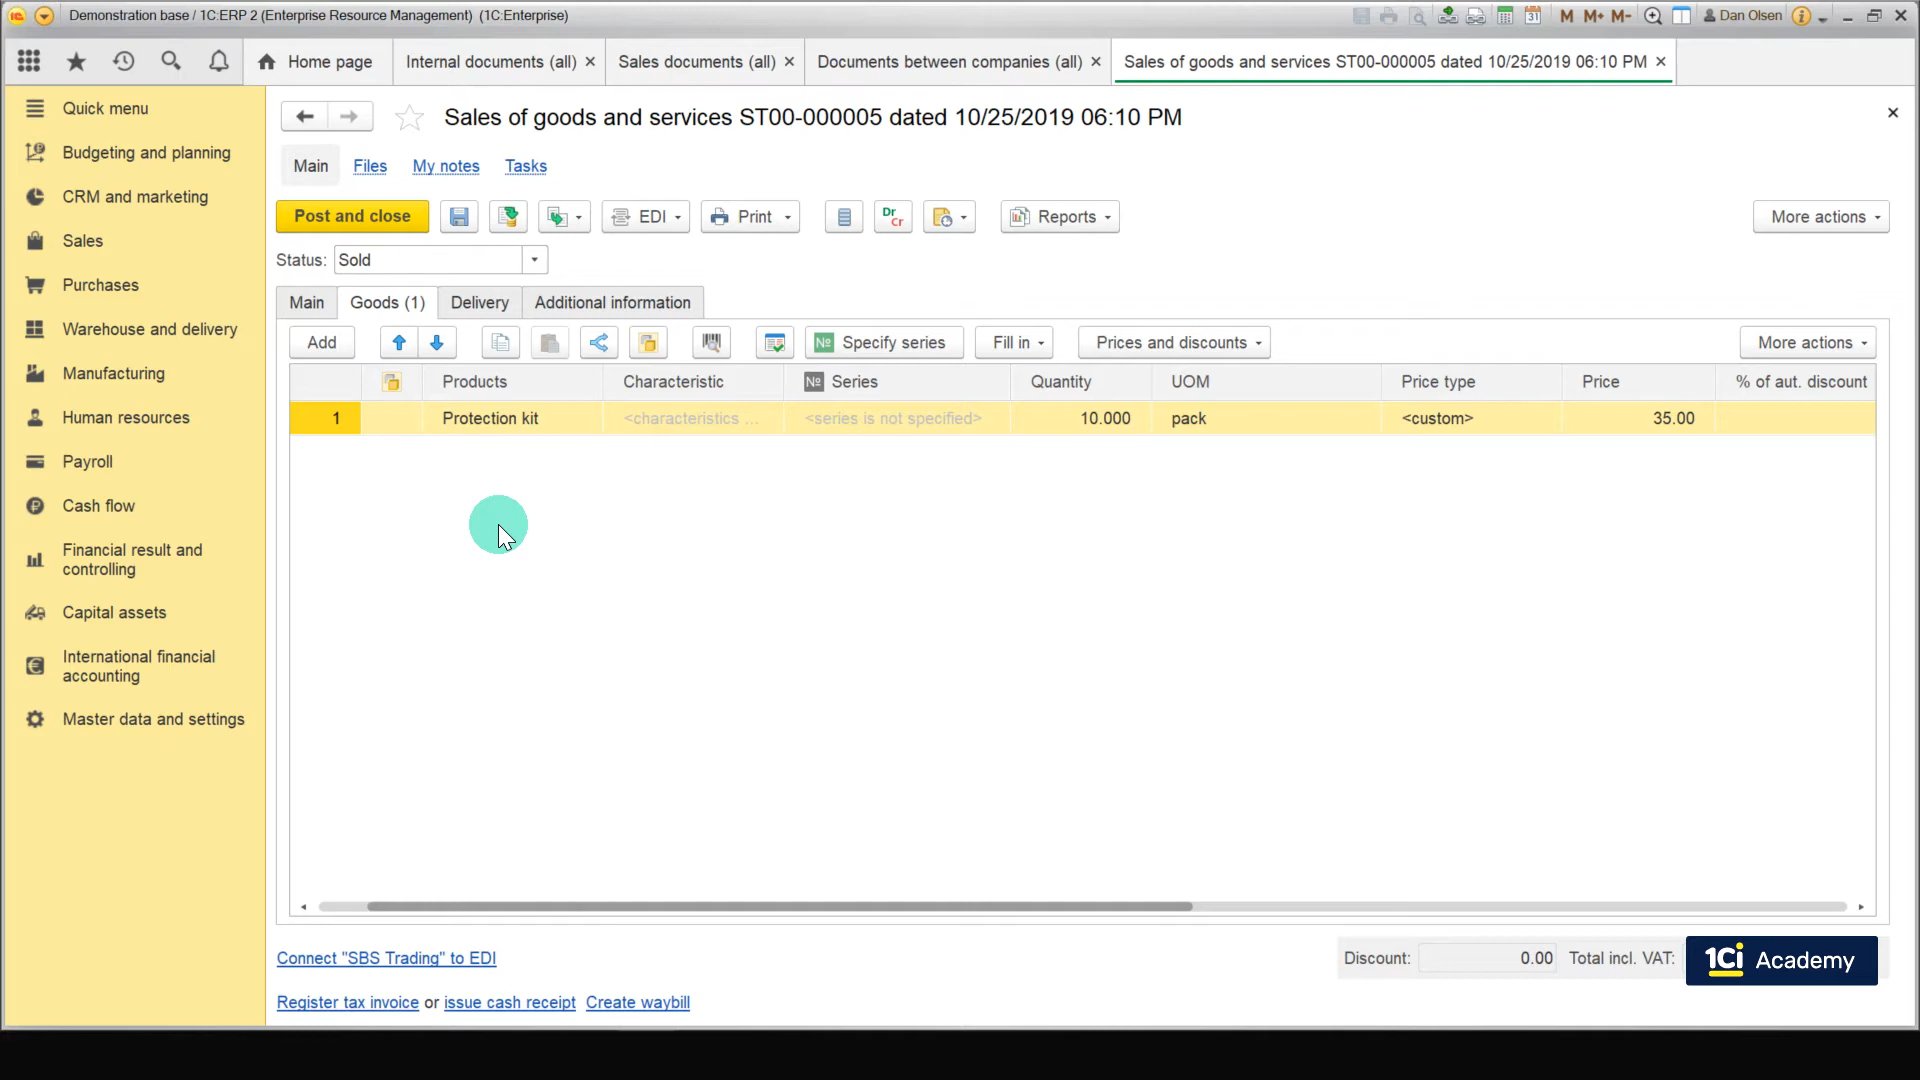 Demonstration base / 1C:ERP 2 (Enterprise Resource Management) (1C:Enterprise)
31 M M+ M- Dan Olsen
Home page
Internal documents (all)
Sales documents (all)
Documents between companies (all)
Sales of goods and services ST00-000005 dated 10/25/2019 06:10 PM
Quick menu
Budgeting and planning
CRM and marketing
Sales
Purchases
Warehouse and delivery
Manufacturing
Human resources
Payroll
Cash flow
Financial result and
controlling
Capital assets
International financial
accounting
Master data and settings
Sales of goods and services ST00-000005 dated 10/25/2019 06:10 PM
Main Files My notes Tasks
Post and close EDI Print Dr Cr Reports More actions
Status: Sold
Main Goods (1) Delivery Additional information
Add № Specify series Fill in Prices and discounts More actions
Products Characteristic № Series Quantity UOM Price type Price % of aut. discount
1 Protection kit <characteristics ... <series is not specified> 10.000 pack <custom> 35.00
Connect "SBS Trading" to EDI
Discount: 0.00 Total incl. VAT:
1Ci Academy
Register tax invoice or issue cash receipt Create waybill